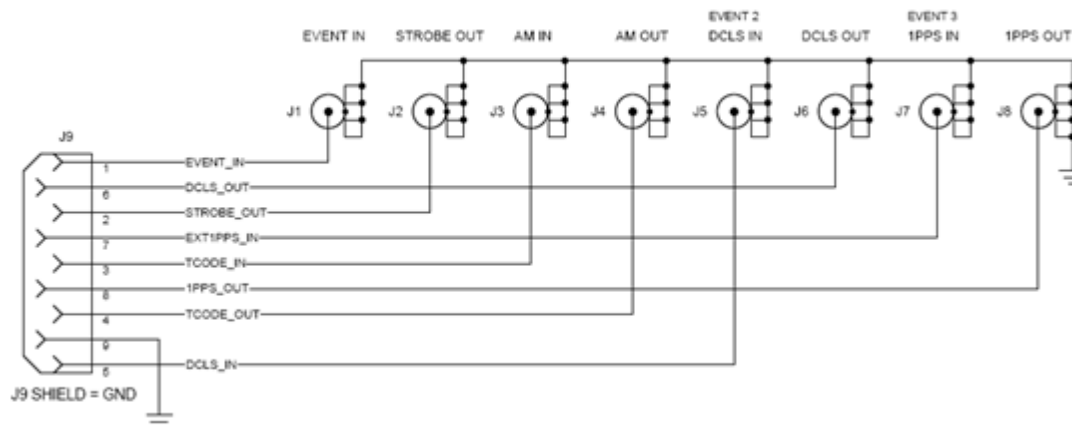 EVENT 2
EVENT 3
EVENT IN
STROBE OUT
AM IN
AM OUT
DCLS IN
DCLS OUT
1PPS IN
1PPS OUT
J1
J2
J3
J4
J5
J6
J7
J8
J9
EVENT_IN
1
DCLS_OUT
6
STROBE_OUT
2
EXT1PPS_IN
7
TCODE_IN
3
1PPS_OUT
8
TCODE_OUT
4
9
DCLS_IN
5
J9 SHIELD = GND